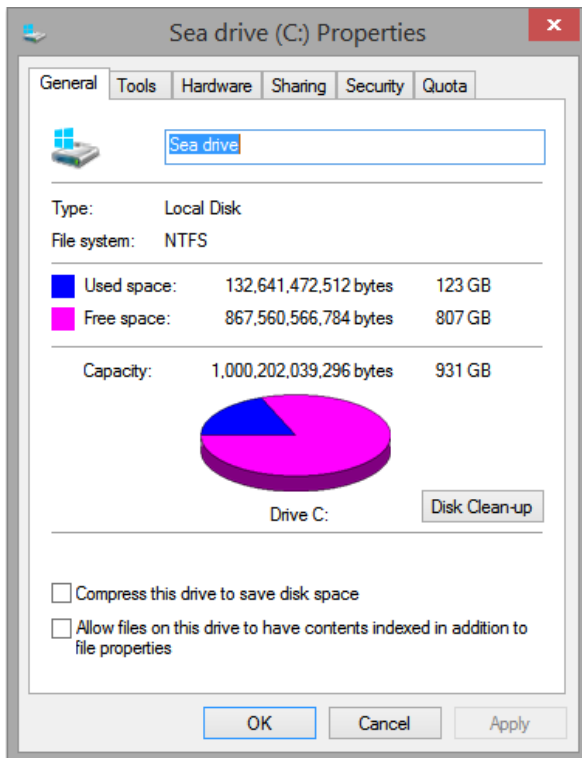 Sea drive (C:) Properties
General Tools Hardware Sharing Security Quota
Sea drive
Type: Local Disk
File system: NTFS
Used space: 132,641,472,512 bytes 123 GB
Free space: 867,560,566,784 bytes 807 GB
Capacity: 1,000,202,039,296 bytes 931 GB
Drive C:
Disk Clean-up
Compress this drive to save disk space
Allow files on this drive to have contents indexed in addition to
file properties
OK Cancel Apply